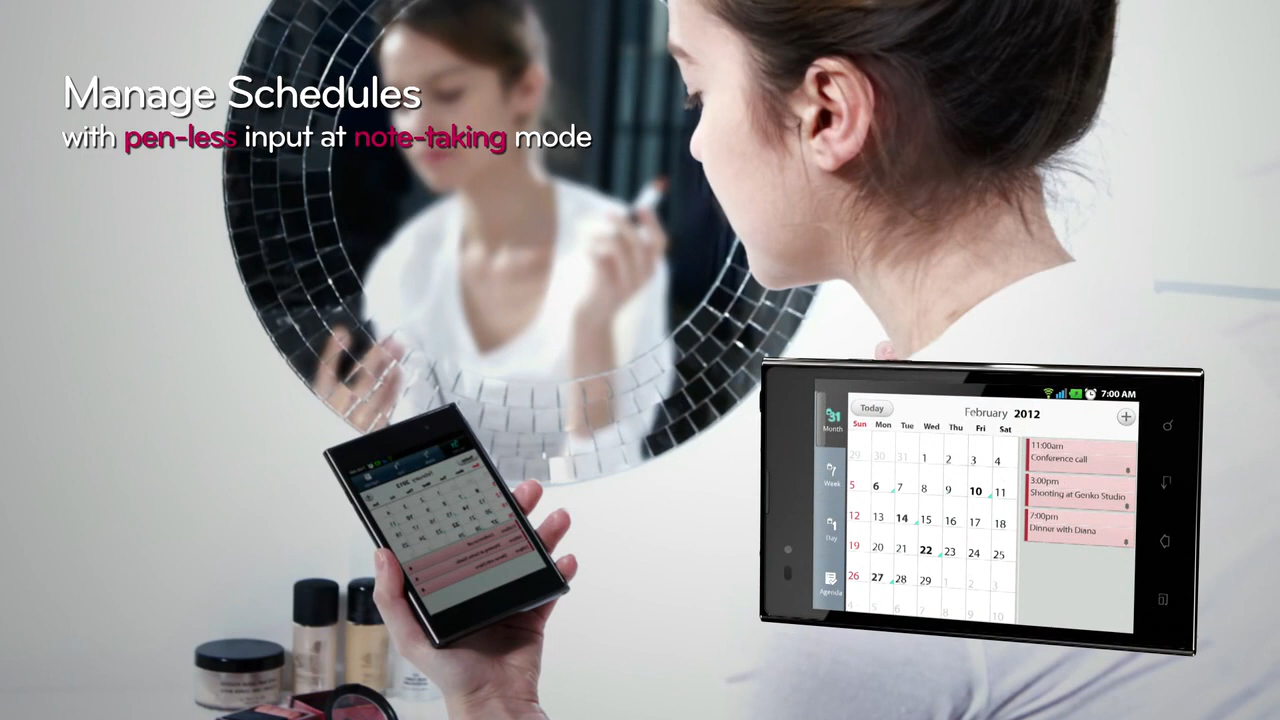 Manage Schedules
with pen-less input at note-taking mode
7:00 AM
Today
February 2012
Sun Mon Tue Wed Thu Fri Sat
31
Month
29 30 31 1 2 3 4
7
Week
5 6 7 8 9 10 11
12 13 14 15 16 17 18
1
Day
19 20 21 22 23 24 25
26 27 28 29 1 2 3
Agenda
4 5 6 7 8 9 10
11:00am
Conference call
3:00pm
Shooting at Genko Studio
7:00pm
Dinner with Diana